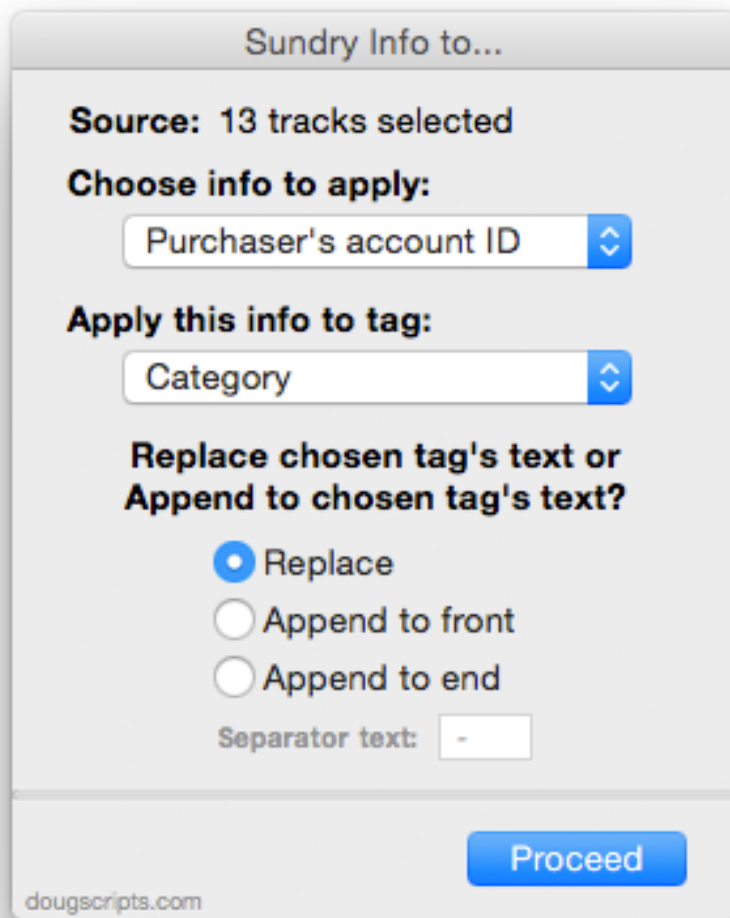 Sundry Info to...
Source: 13 tracks selected
Choose info to apply:
Purchaser's account ID
Apply this info to tag:
Category
Replace chosen tag's text or
Append to chosen tag's text?
Replace
Append to front
Append to end
Separator text: -
Proceed
dougscripts.com